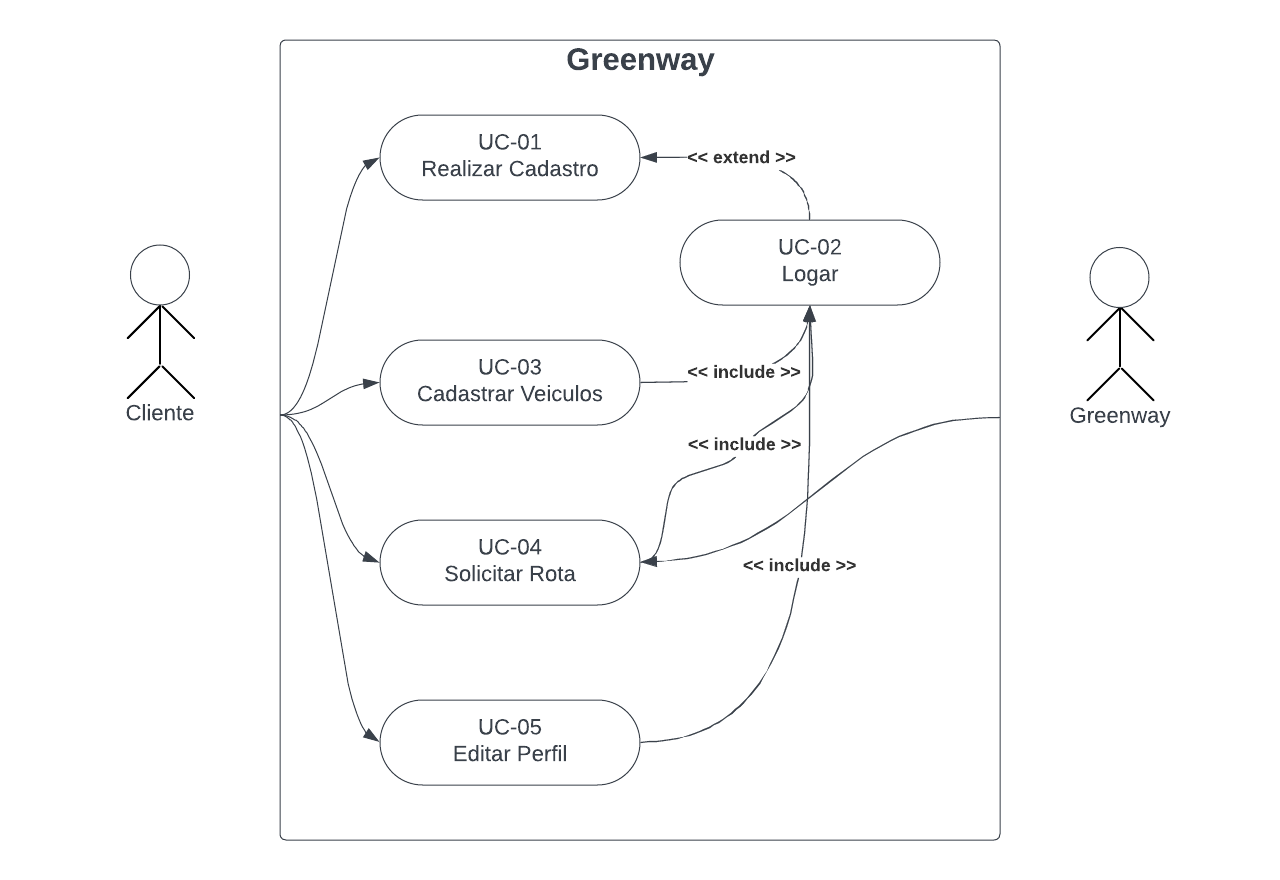 Greenway
UC-01
Realizar Cadastro
<< extend >>
UC-02
Logar
UC-03
Cadastrar Veiculos
<< include >>
Cliente
Greenway
<< include >>
UC-04
Solicitar Rota
<< include >>
UC-05
Editar Perfil